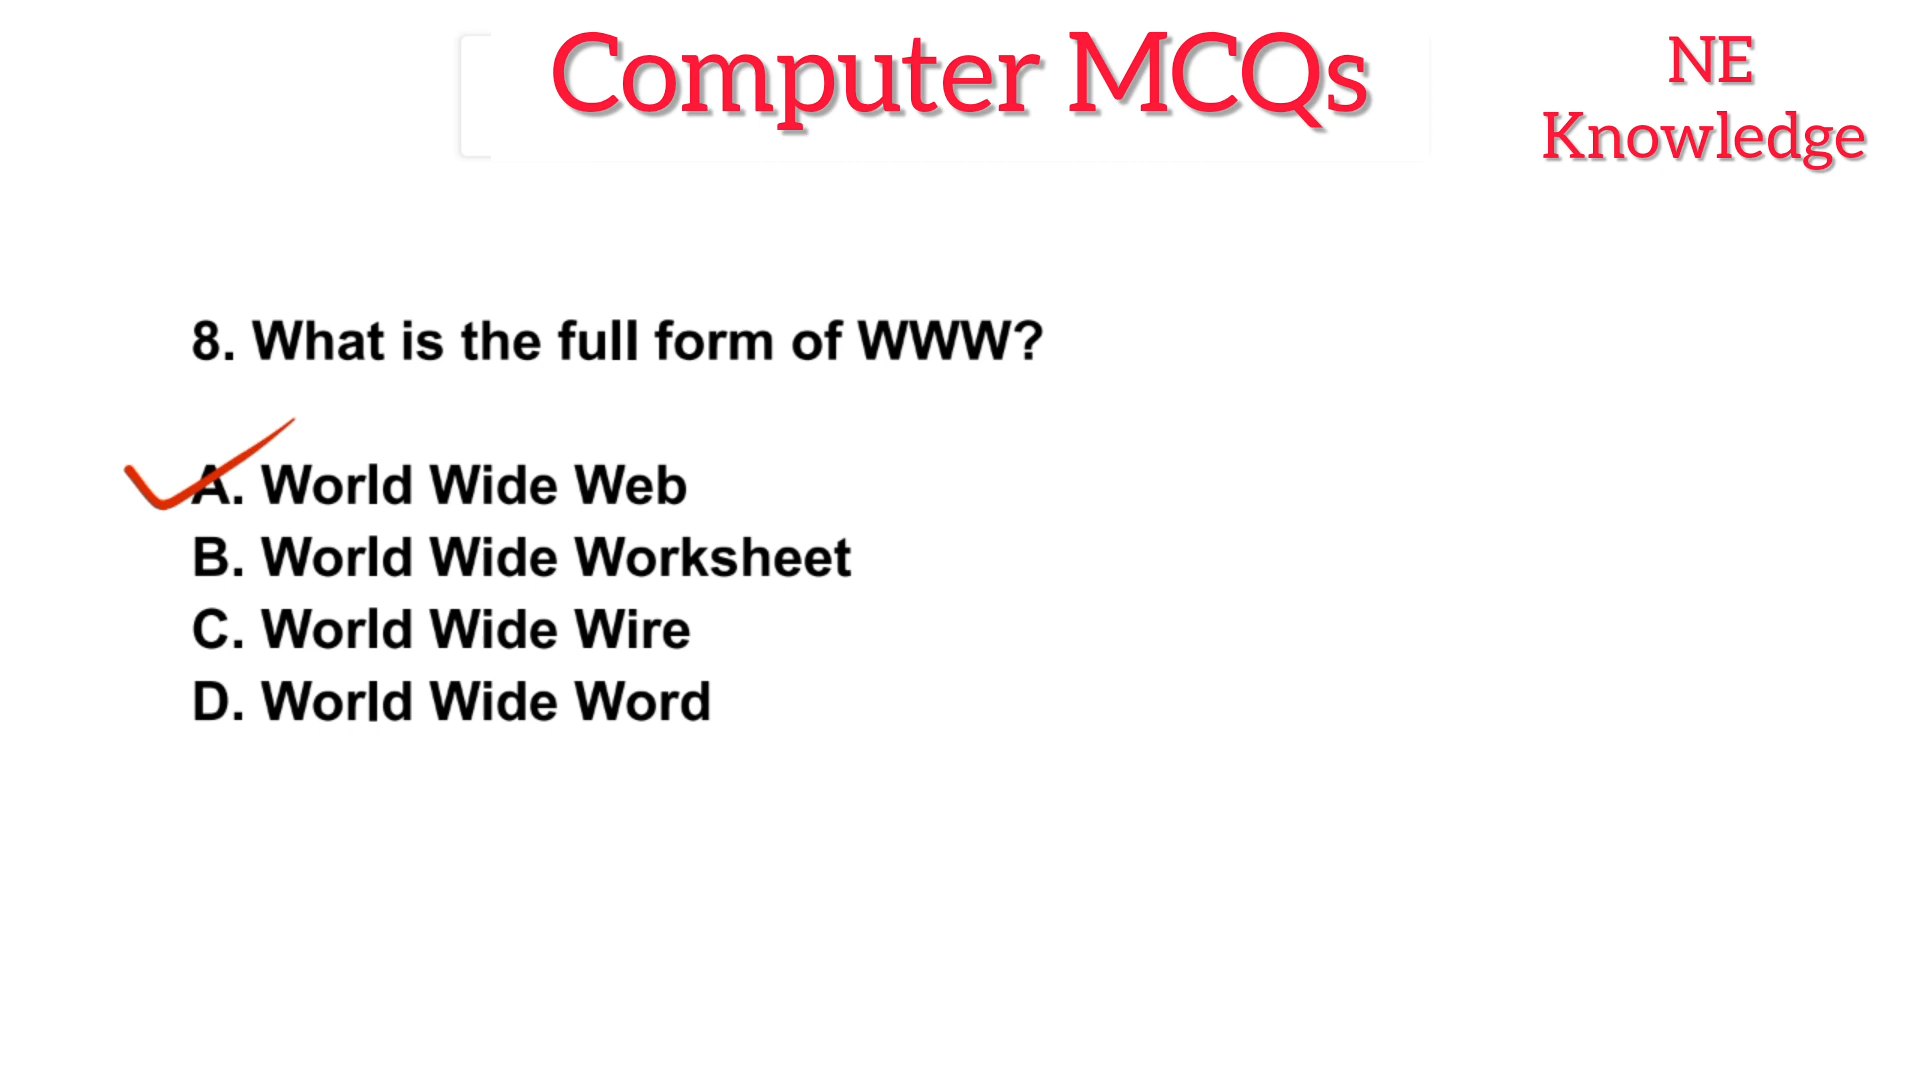 Computer MCQs
NE
Knowledge
8. What is the full form of WWW?
A. World Wide Web
B. World Wide Worksheet
C. World Wide Wire
D. World Wide Word